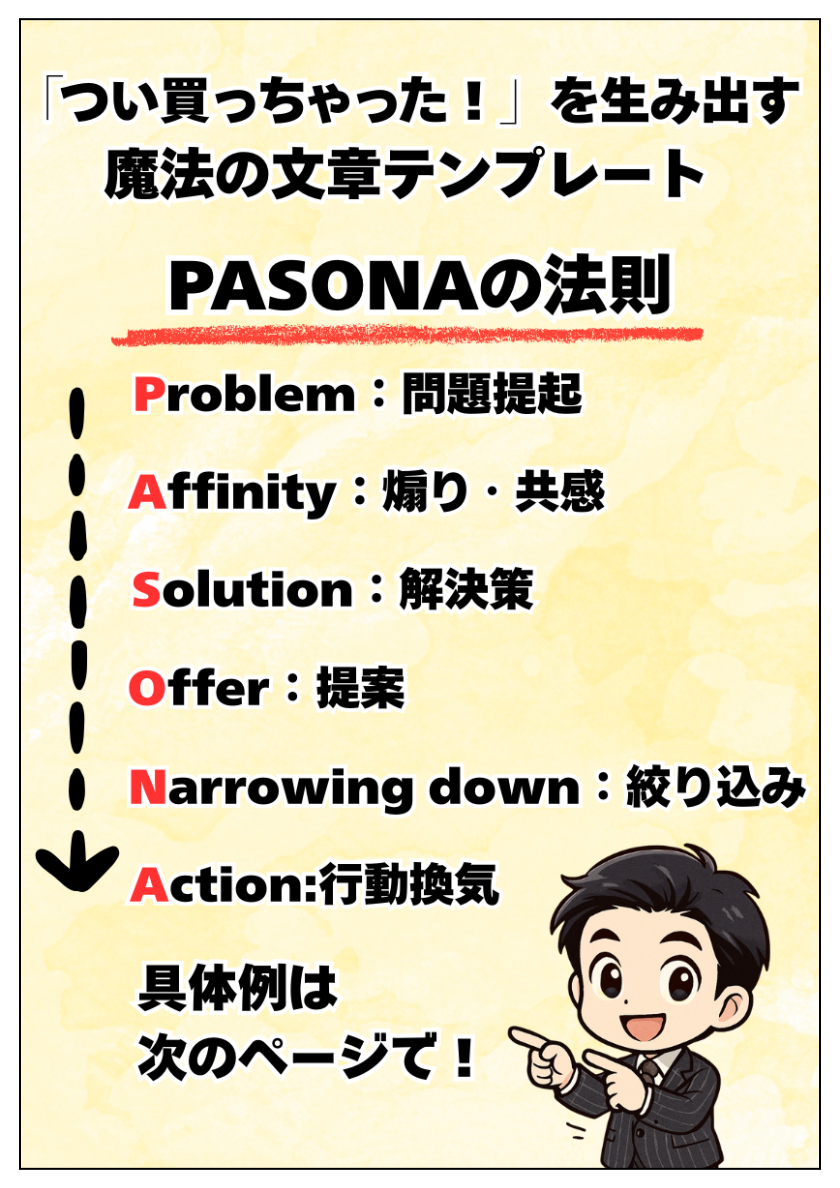 「つい買っちゃった！」を生み出す
魔法の文章テンプレート
PASONAの法則
Problem：問題提起
Affinity：煽り・共感
Solution：解決策
Offer：提案
Narrowing down：絞り込み
Action:行動換気
具体例は
次のページで！